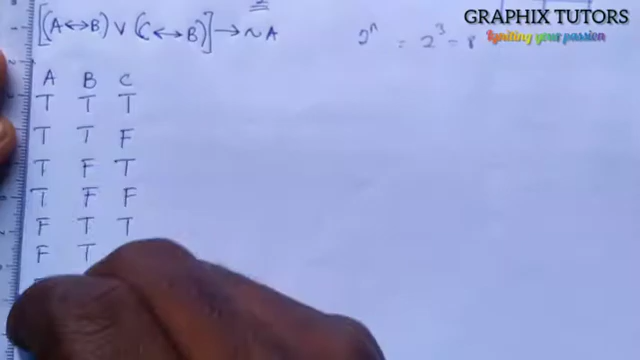 [(A↔B) ∨ (C↔B)] → ~A
2ⁿ = 2³ = 8
GRAPHIX TUTORS
Igniting your passion
A B C
T T T
T T F
T F T
T F F
F T T
F T